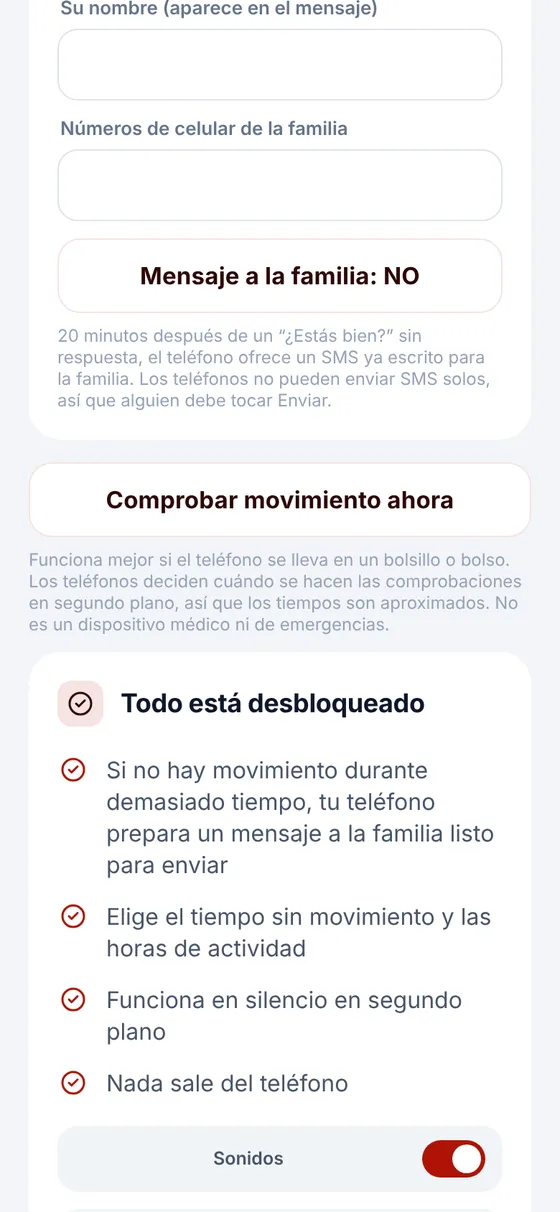 Su nombre (aparece en el mensaje)
Números de celular de la familia
Mensaje a la familia: NO
20 minutos después de un “¿Estás bien?” sin
respuesta, el teléfono ofrece un SMS ya escrito para
la familia. Los teléfonos no pueden enviar SMS solos,
así que alguien debe tocar Enviar.
Comprobar movimiento ahora
Funciona mejor si el teléfono se lleva en un bolsillo o bolso.
Los teléfonos deciden cuándo se hacen las comprobaciones
en segundo plano, así que los tiempos son aproximados. No
es un dispositivo médico ni de emergencias.
Todo está desbloqueado
Si no hay movimiento durante
demasiado tiempo, tu teléfono
prepara un mensaje a la familia listo
para enviar
Elige el tiempo sin movimiento y las
horas de actividad
Funciona en silencio en segundo
plano
Nada sale del teléfono
Sonidos